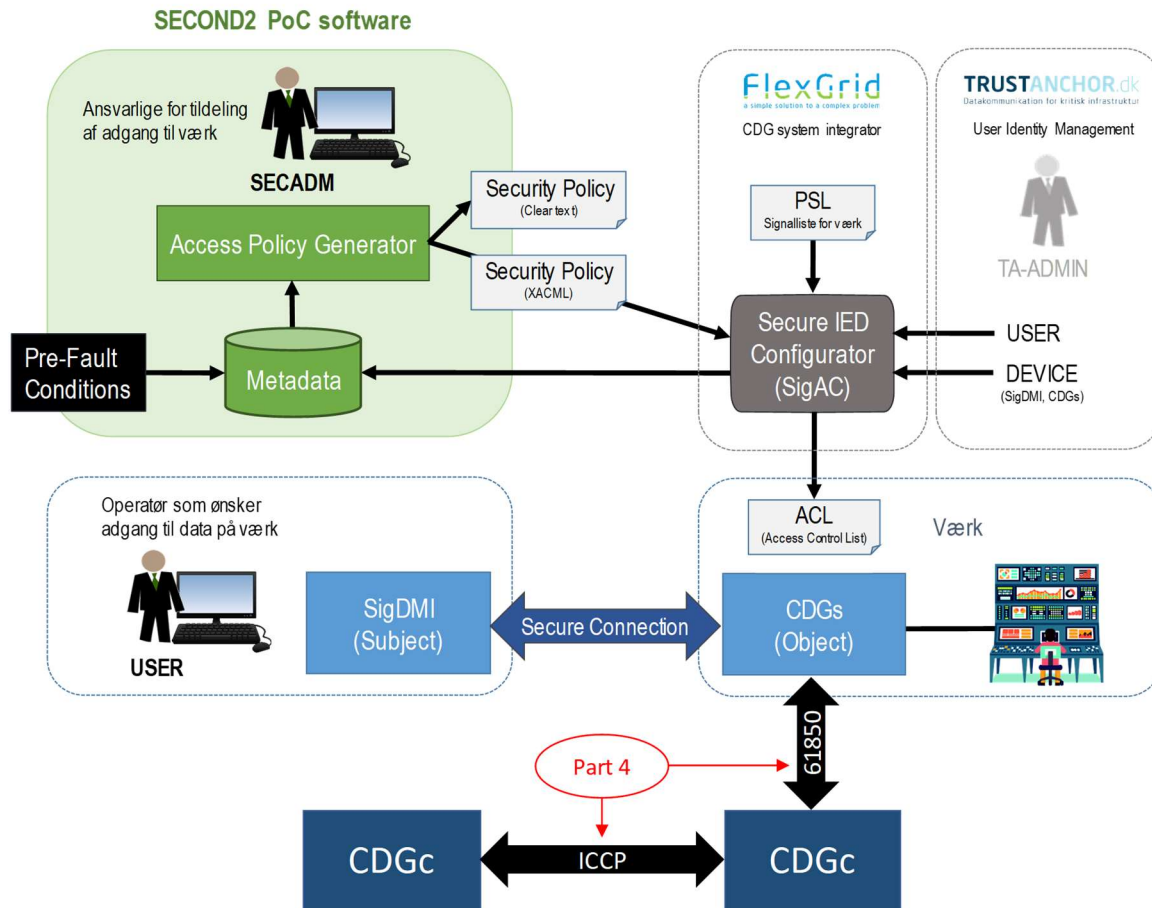 SECOND2 PoC software
Ansvarlige for tildeling
af adgang til værk
SECADM
Access Policy Generator
Security Policy
(Clear text)
Security Policy
(XACML)
Pre-Fault
Conditions
Metadata
FlexGrid
a simple solution to a complex problem
CDG system integrator
PSL
Signalliste for værk
Secure IED
Configurator
(SigAC)
TRUSTANCHOR.dk
Datakommunikation for kritisk infrastruktur
User Identity Management
TA-ADMIN
USER
DEVICE
(SigDMI, CDGs)
Operatør som ønsker
adgang til data på værk
USER
SigDMI
(Subject)
Secure Connection
ACL
(Access Control List)
Værk
CDGs
(Object)
61850
Part 4
CDGc
ICCP
CDGc